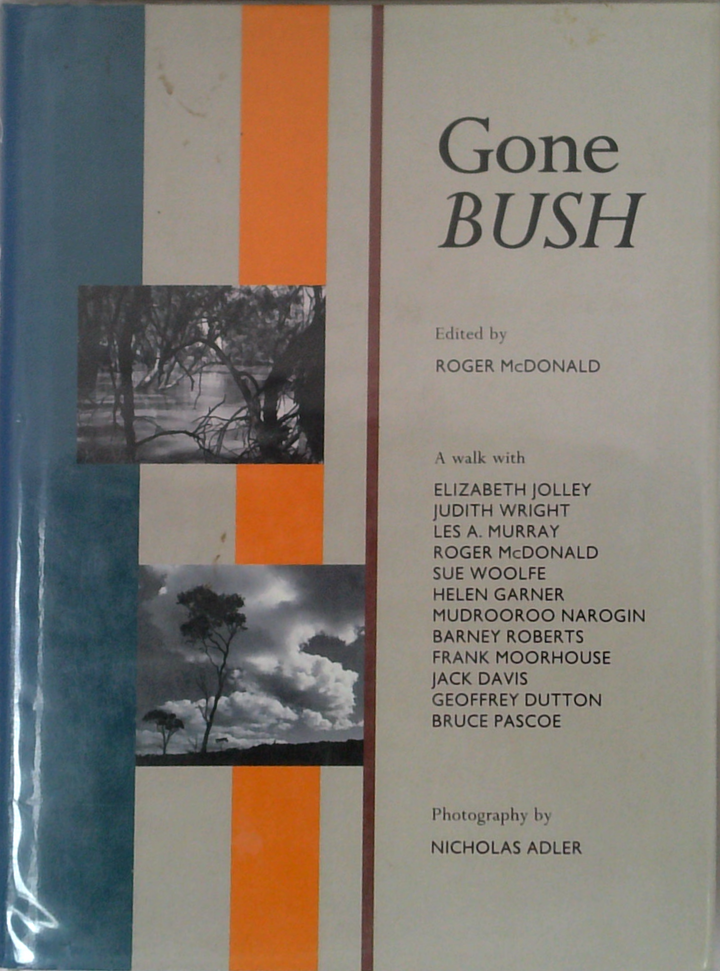 Gone
BUSH
Edited by
ROGER McDONALD
A walk with
ELIZABETH JOLLEY
JUDITH WRIGHT
LES A. MURRAY
ROGER McDONALD
SUE WOOLFE
HELEN GARNER
MUDROOROO NAROGIN
BARNEY ROBERTS
FRANK MOORHOUSE
JACK DAVIS
GEOFFREY DUTTON
BRUCE PASCOE
Photography by
NICHOLAS ADLER